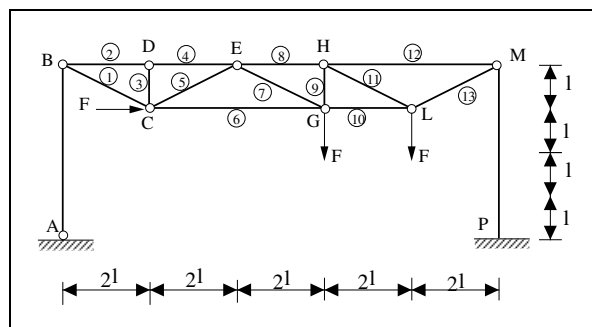 ② ④ ⑧ ⑫
B D E H M
① ③ ⑤ ⑦ ⑨ ⑪ ⑬
F C G L
⑥ ⑩
F F
A P
l
l
l
l
2l 2l 2l 2l 2l